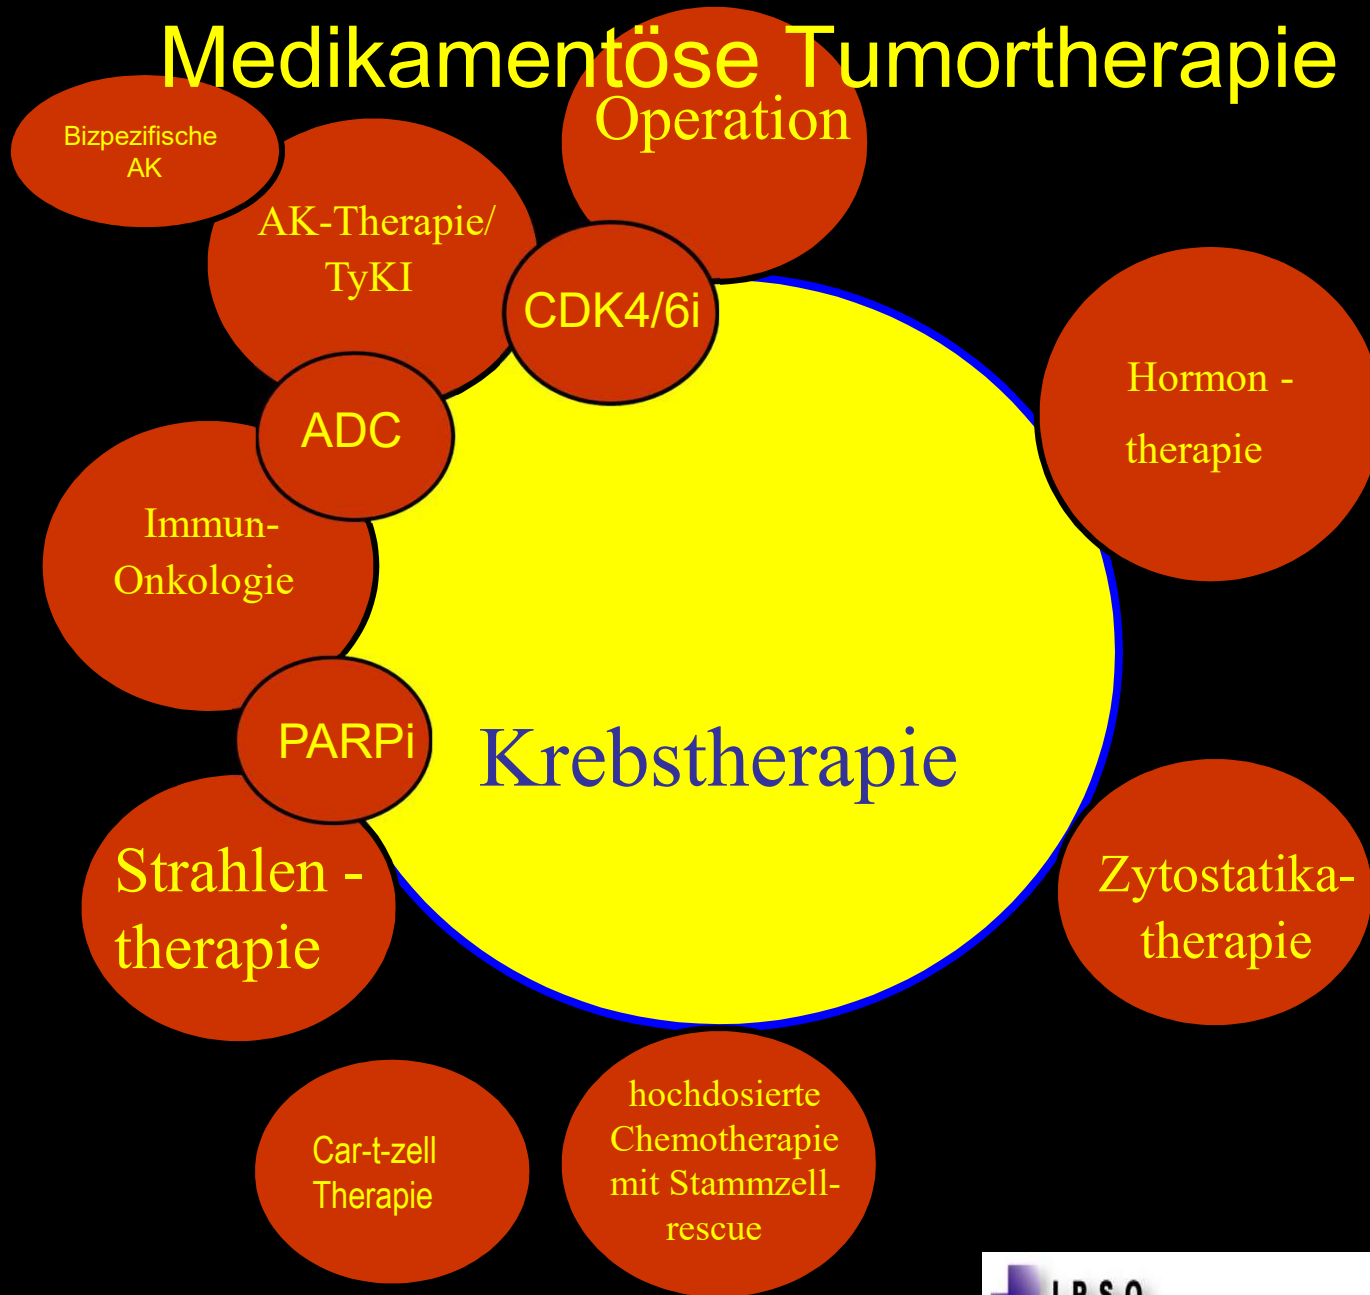 Medikamentöse Tumortherapie
Operation
Bizpezifische
AK
AK-Therapie/
TyKI
CDK4/6i
Hormon -
therapie
ADC
Immun-
Onkologie
PARPi
Krebstherapie
Strahlen -
therapie
Zytostatika-
therapie
hochdosierte
Chemotherapie
mit Stammzell-
rescue
Car-t-zell
Therapie